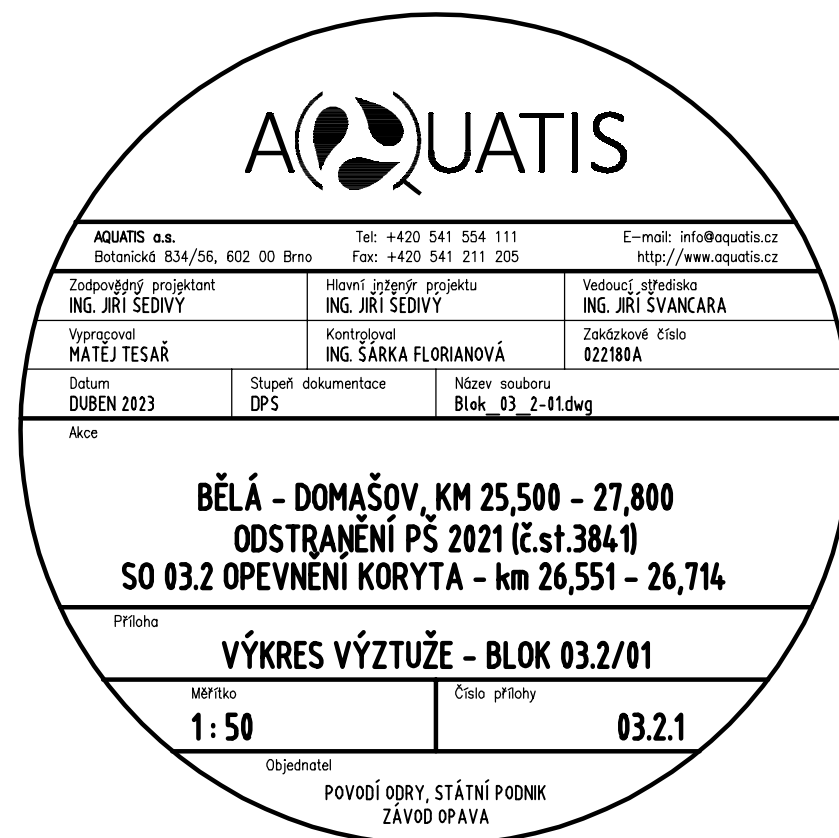 AQUATIS
AQUATIS a.s. Tel: +420 541 554 111 E-mail: info@aquatis.cz
Botanická 834/56, 602 00 Brno Fax: +420 541 211 205 http://www.aquatis.cz
Zodpovědný projektant Hlavní inženýr projektu Vedoucí střediska
ING. JIŘÍ ŠEDIVÝ ING. JIŘÍ ŠEDIVÝ ING. JIŘÍ ŠVANCARA
Vypracoval Kontroloval Zakázkové číslo
MATĚJ TESAŘ ING. ŠÁRKA FLORIANOVÁ 022180A
Datum Stupeň dokumentace Název souboru
DUBEN 2023 DPS Blok_03_2-01.dwg
Akce
BĚLÁ - DOMAŠOV, KM 25,500 - 27,800
ODSTRANĚNÍ PŠ 2021 (č.st.3841)
SO 03.2 OPEVNĚNÍ KORYTA - km 26,551 - 26,714
Příloha
VÝKRES VÝZTUŽE - BLOK 03.2/01
Měřítko Číslo přílohy
1 : 50 03.2.1
Objednatel
POVODÍ ODRY, STÁTNÍ PODNIK
ZÁVOD OPAVA